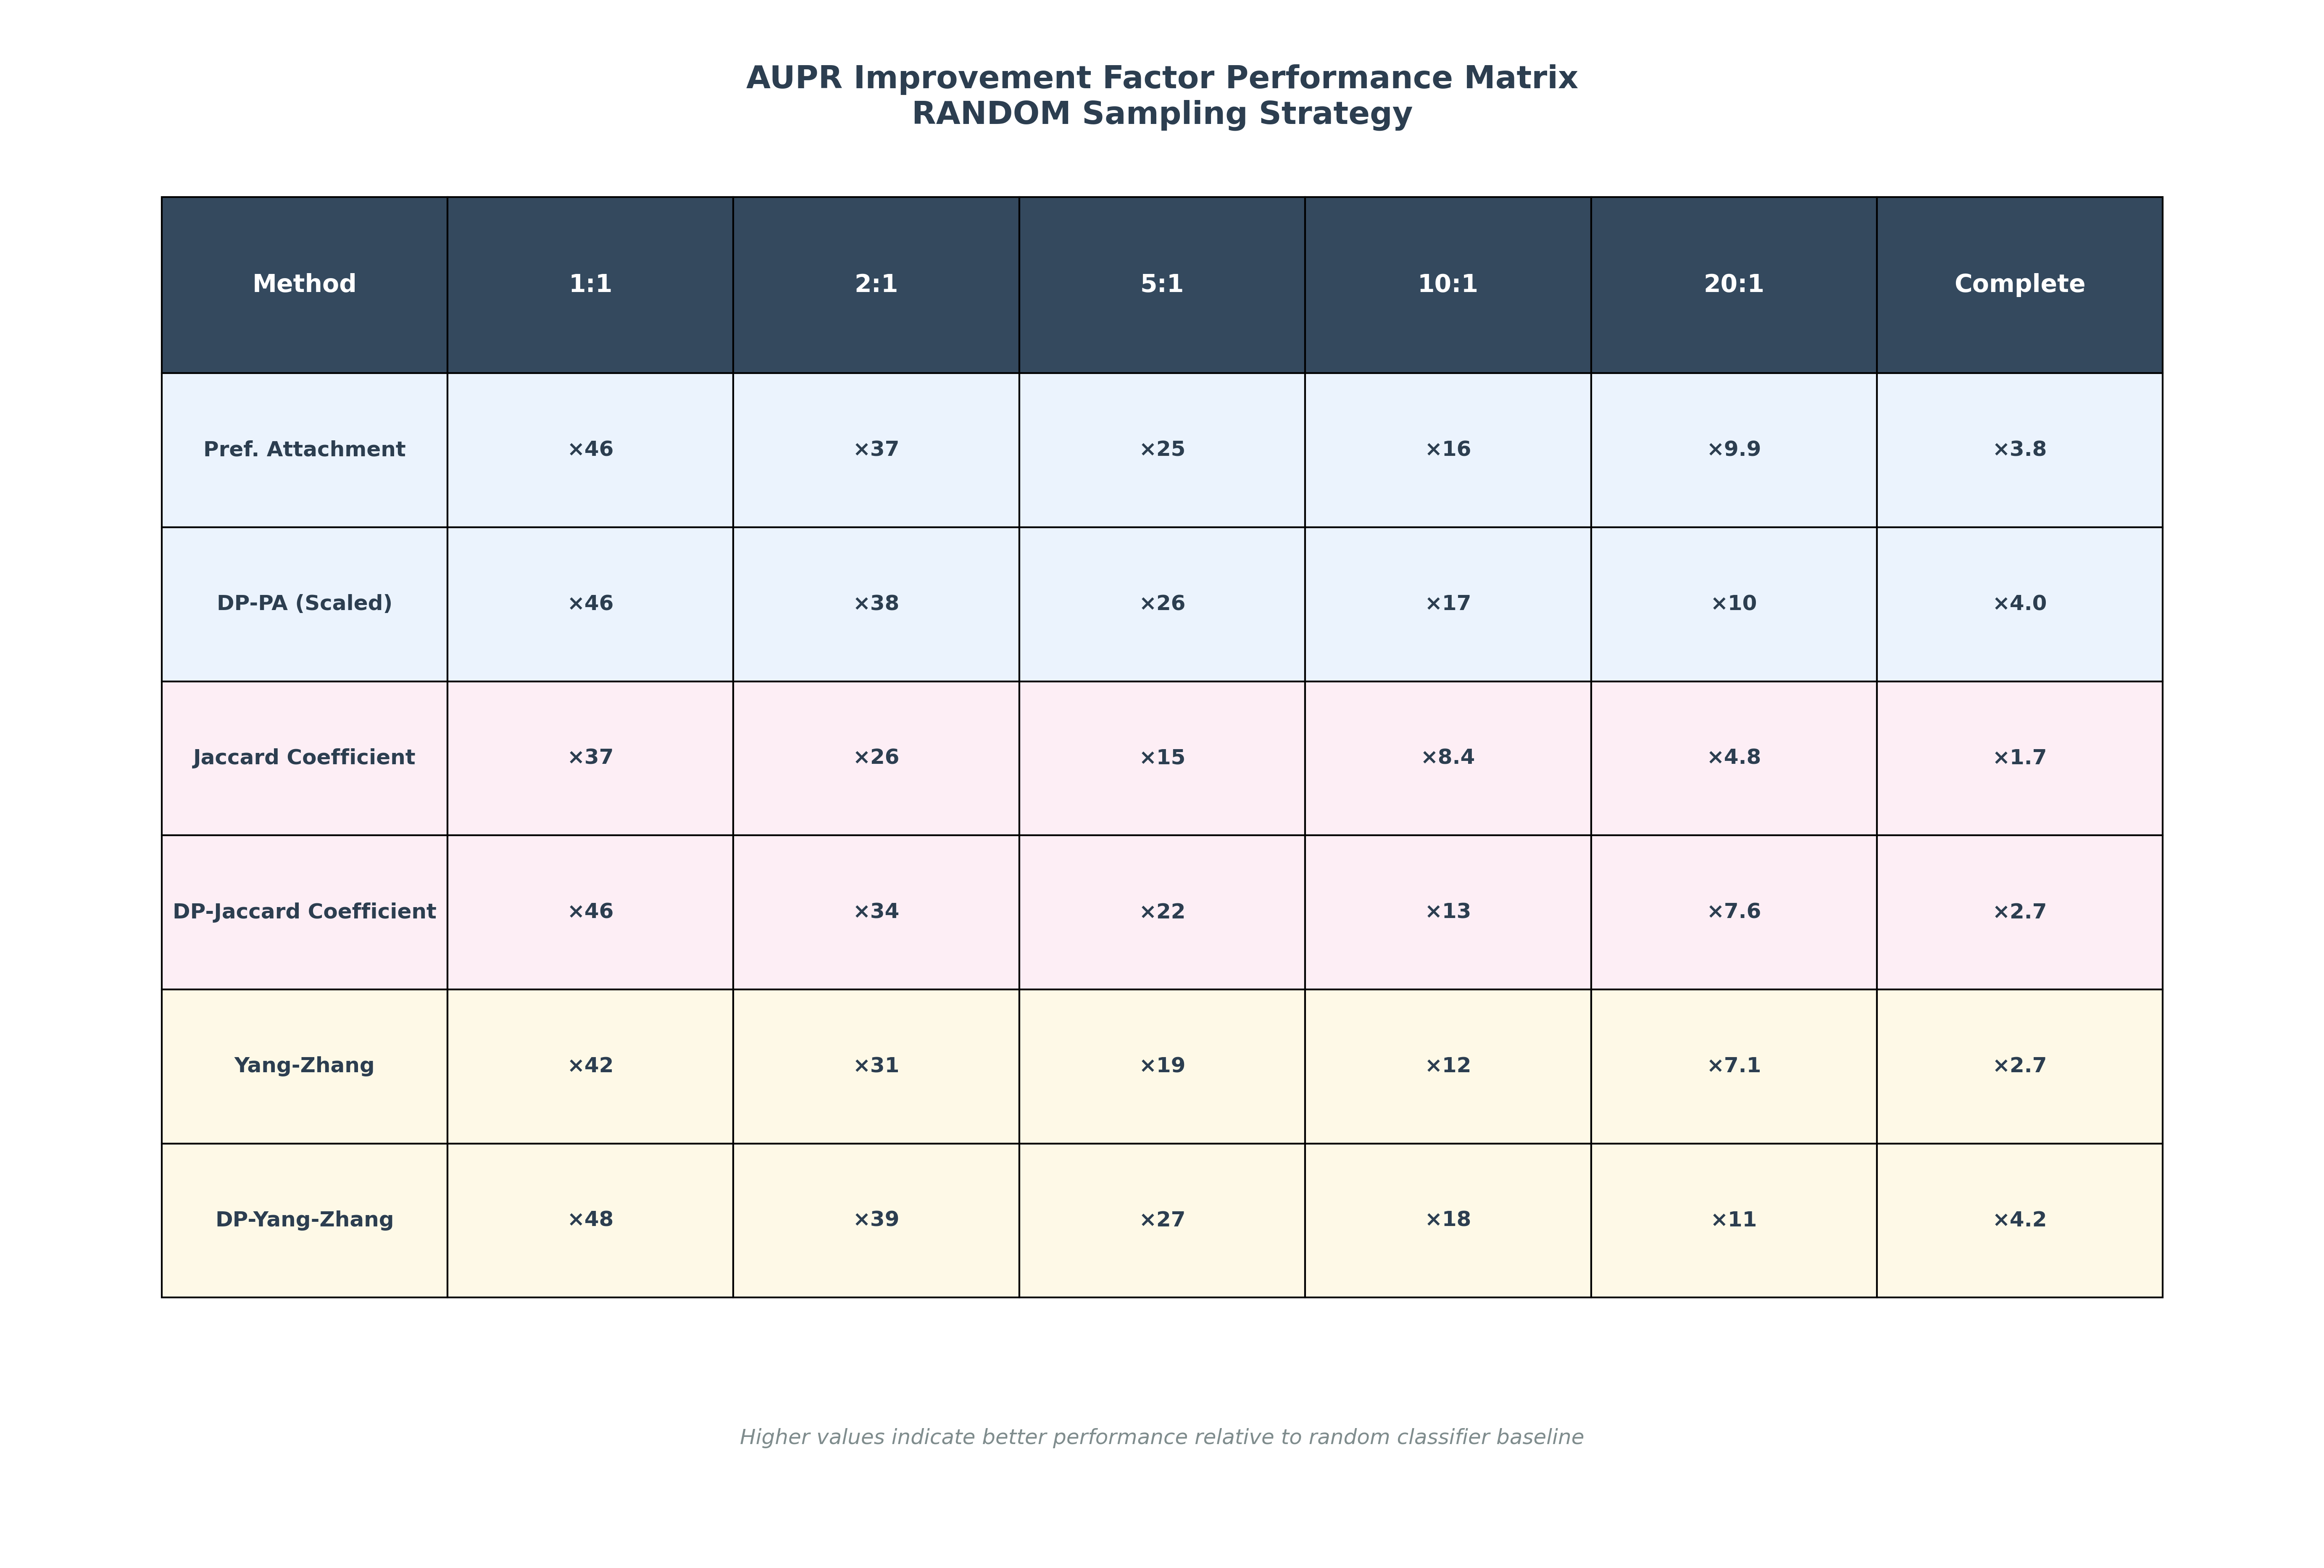 AUPR Improvement Factor Performance Matrix
RANDOM Sampling Strategy
Method 1:1 2:1 5:1 10:1 20:1 Complete
Pref. Attachment ×46 ×37 ×25 ×16 ×9.9 ×3.8
DP-PA (Scaled) ×46 ×38 ×26 ×17 ×10 ×4.0
Jaccard Coefficient ×37 ×26 ×15 ×8.4 ×4.8 ×1.7
DP-Jaccard Coefficient ×46 ×34 ×22 ×13 ×7.6 ×2.7
Yang-Zhang ×42 ×31 ×19 ×12 ×7.1 ×2.7
DP-Yang-Zhang ×48 ×39 ×27 ×18 ×11 ×4.2
Higher values indicate better performance relative to random classifier baseline